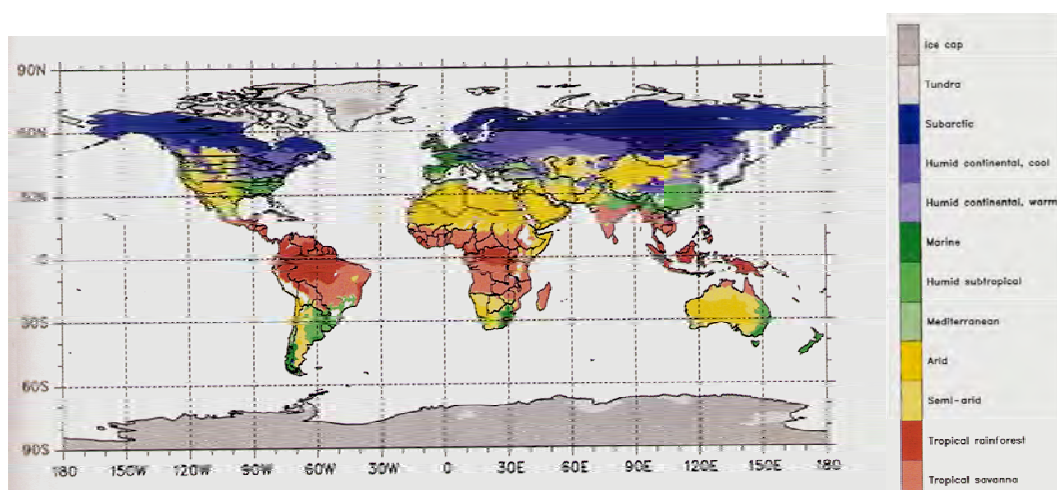 90N
60N
30N
0
30S
60S
90S
180 150W 120W 90W 60W 30W 0 30E 60E 90E 120E 150E 180
Ice cap
Tundra
Subarctic
Humid continental, cool
Humid continental, warm
Marine
Humid subtropical
Mediterranean
Arid
Semi-arid
Tropical rainforest
Tropical savanna